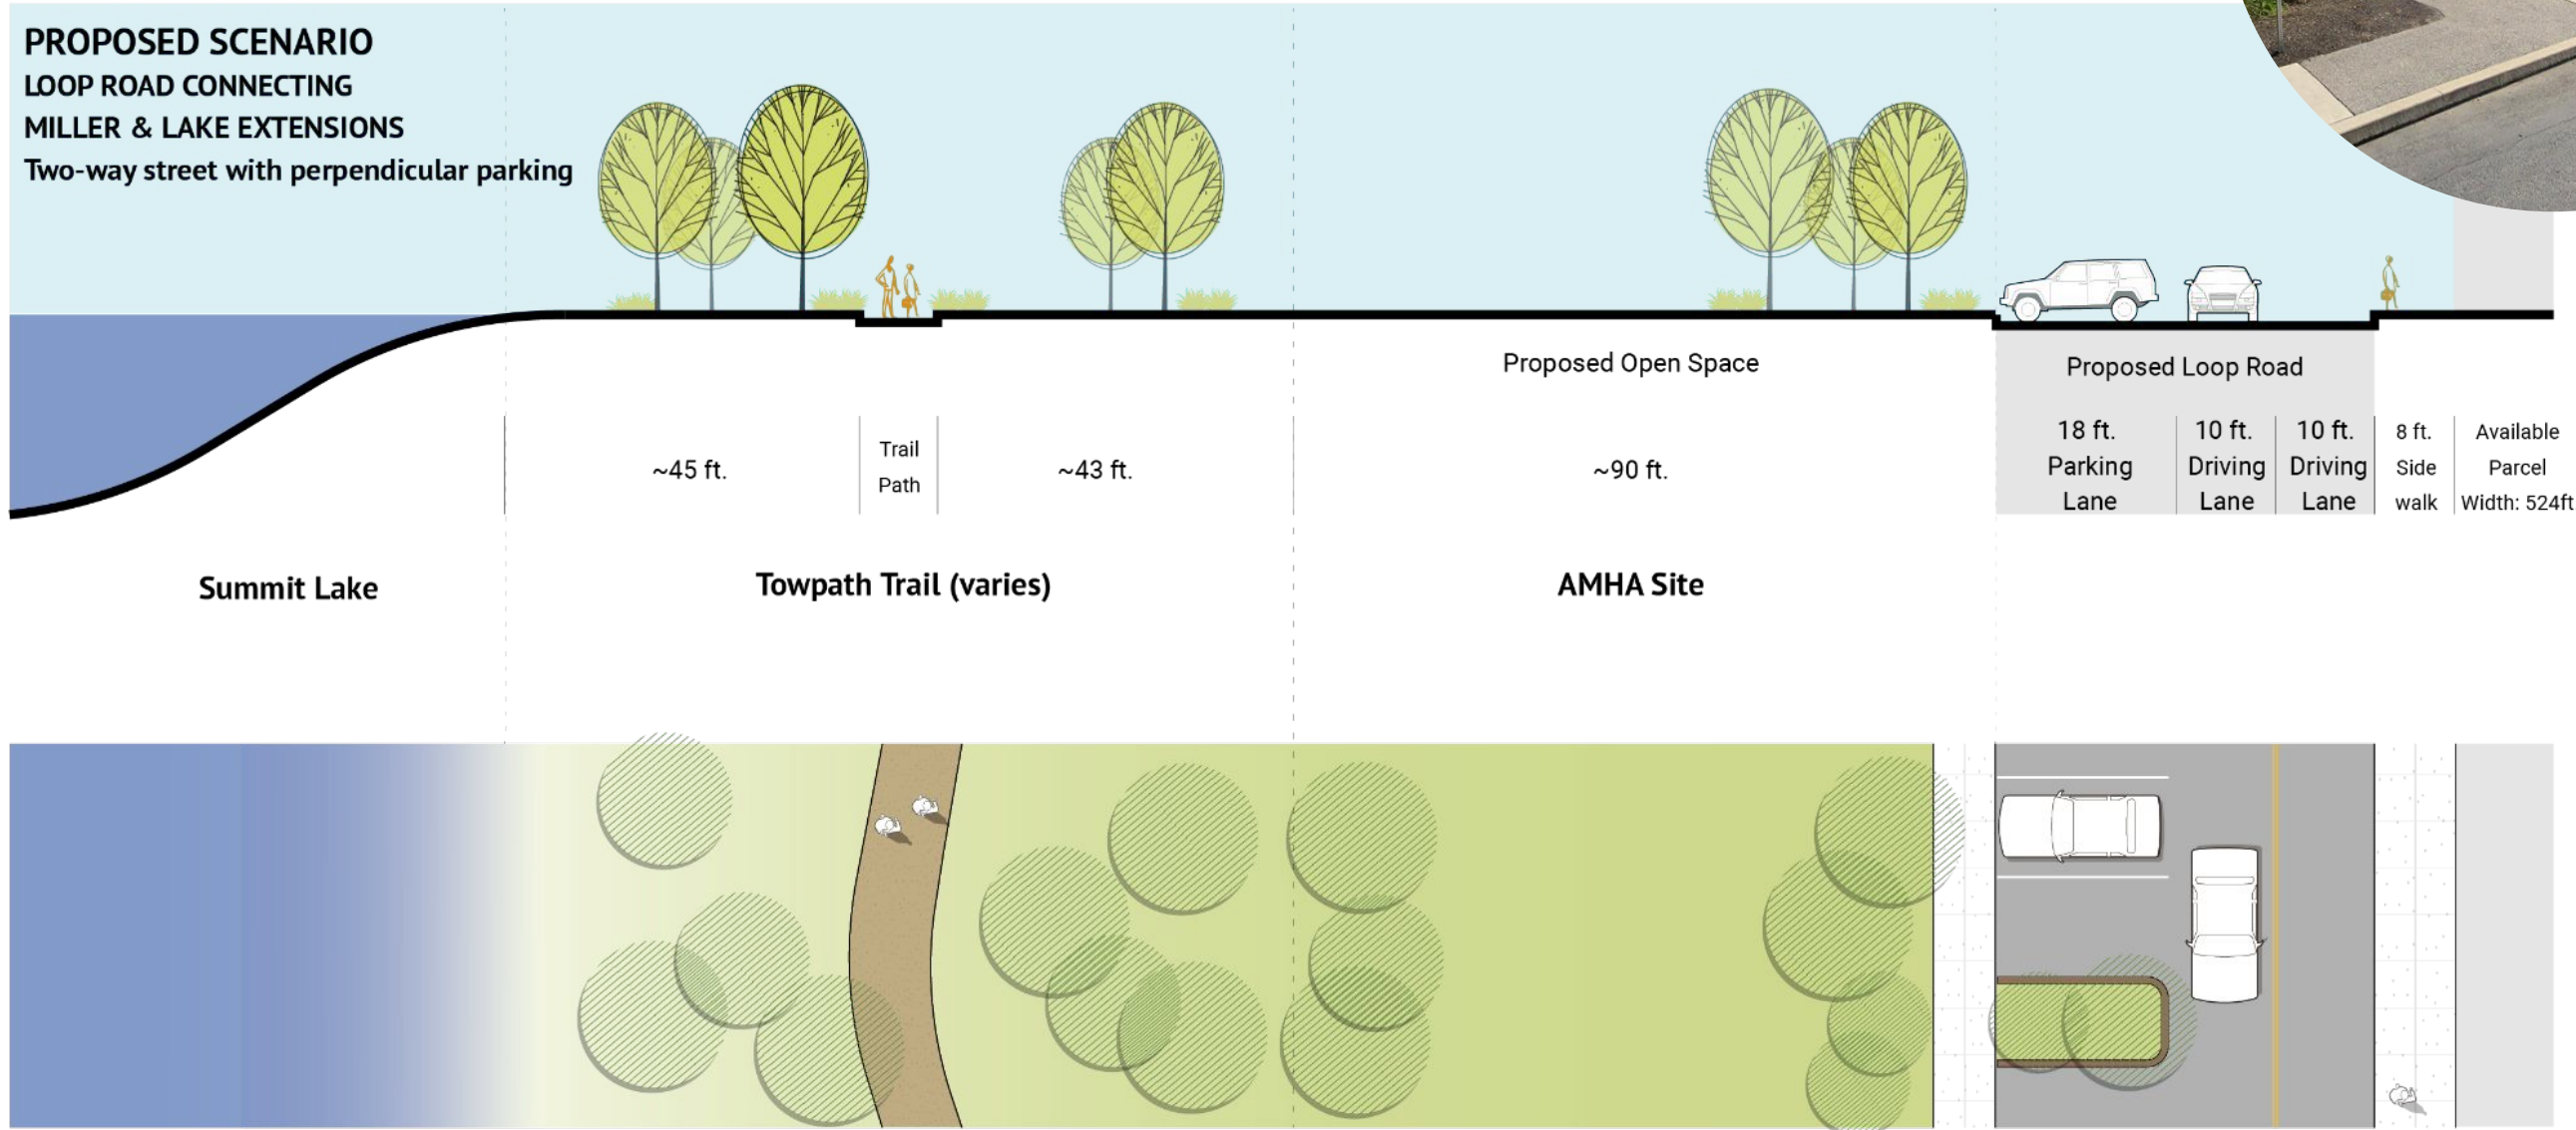 PROPOSED SCENARIO
LOOP ROAD CONNECTING
MILLER & LAKE EXTENSIONS
Two-way street with perpendicular parking
Proposed Open Space
Proposed Loop Road
~45 ft.
Trail
Path
~43 ft.
~90 ft.
18 ft.
Parking
Lane
10 ft.
Driving
Lane
10 ft.
Driving
Lane
8 ft.
Side
walk
Available
Parcel
Width: 524ft
Summit Lake
Towpath Trail (varies)
AMHA Site